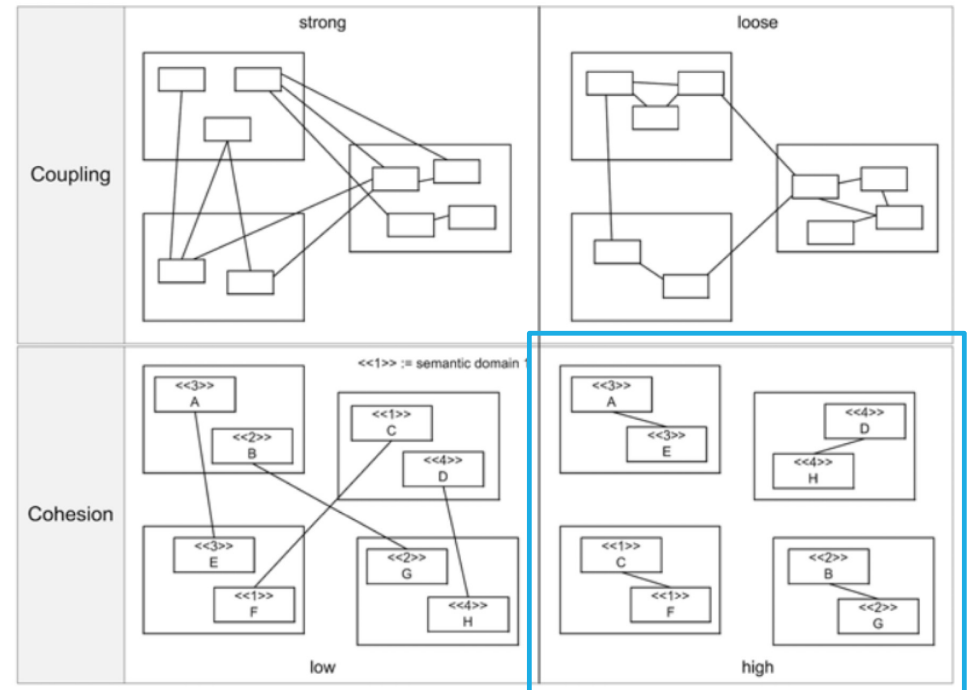 strong
loose
Coupling
<<1>> := semantic domain 1
<<3>>
A
<<2>>
B
<<1>>
C
<<4>>
D
<<3>>
E
<<1>>
F
<<2>>
G
<<4>>
H
Cohesion
low
<<3>>
A
<<3>>
E
<<4>>
D
<<4>>
H
<<1>>
C
<<1>>
F
<<2>>
B
<<2>>
G
high